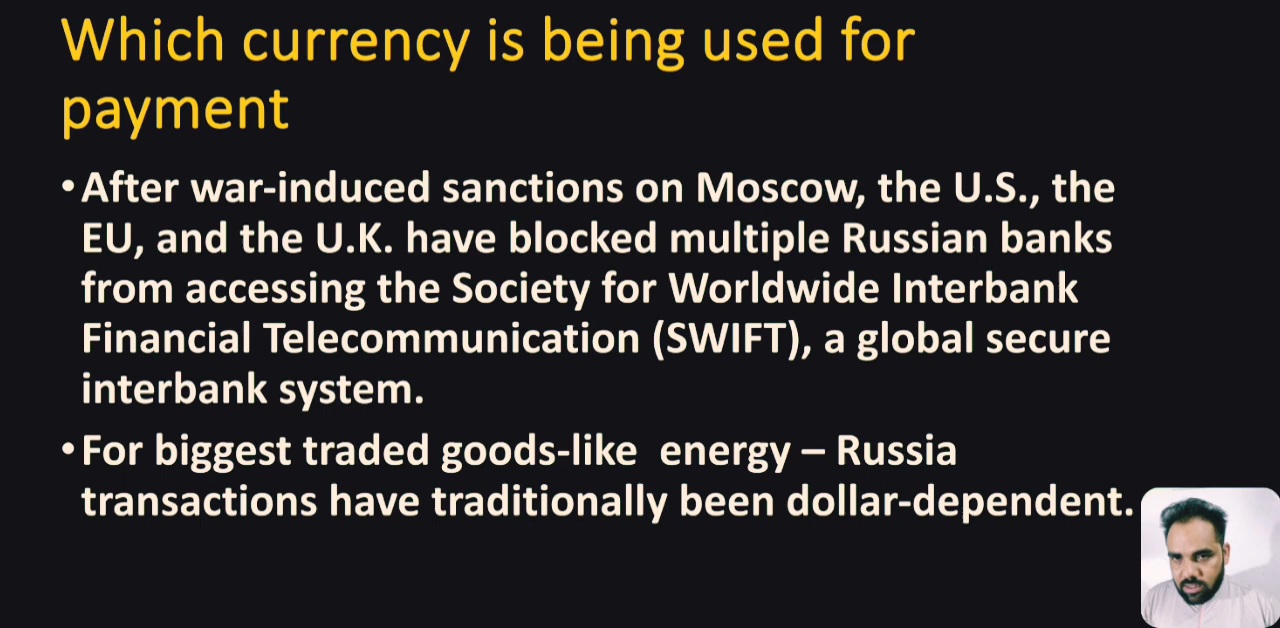 Which currency is being used for
payment
•After war-induced sanctions on Moscow, the U.S., the
EU, and the U.K. have blocked multiple Russian banks
from accessing the Society for Worldwide Interbank
Financial Telecommunication (SWIFT), a global secure
interbank system.
•For biggest traded goods-like  energy – Russia
transactions have traditionally been dollar-dependent.